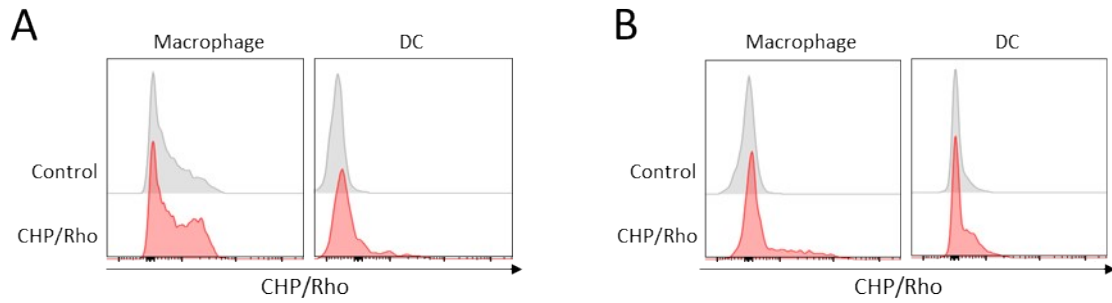 A
Macrophage DC
Control
CHP/Rho
CHP/Rho
B
Macrophage DC
Control
CHP/Rho
CHP/Rho